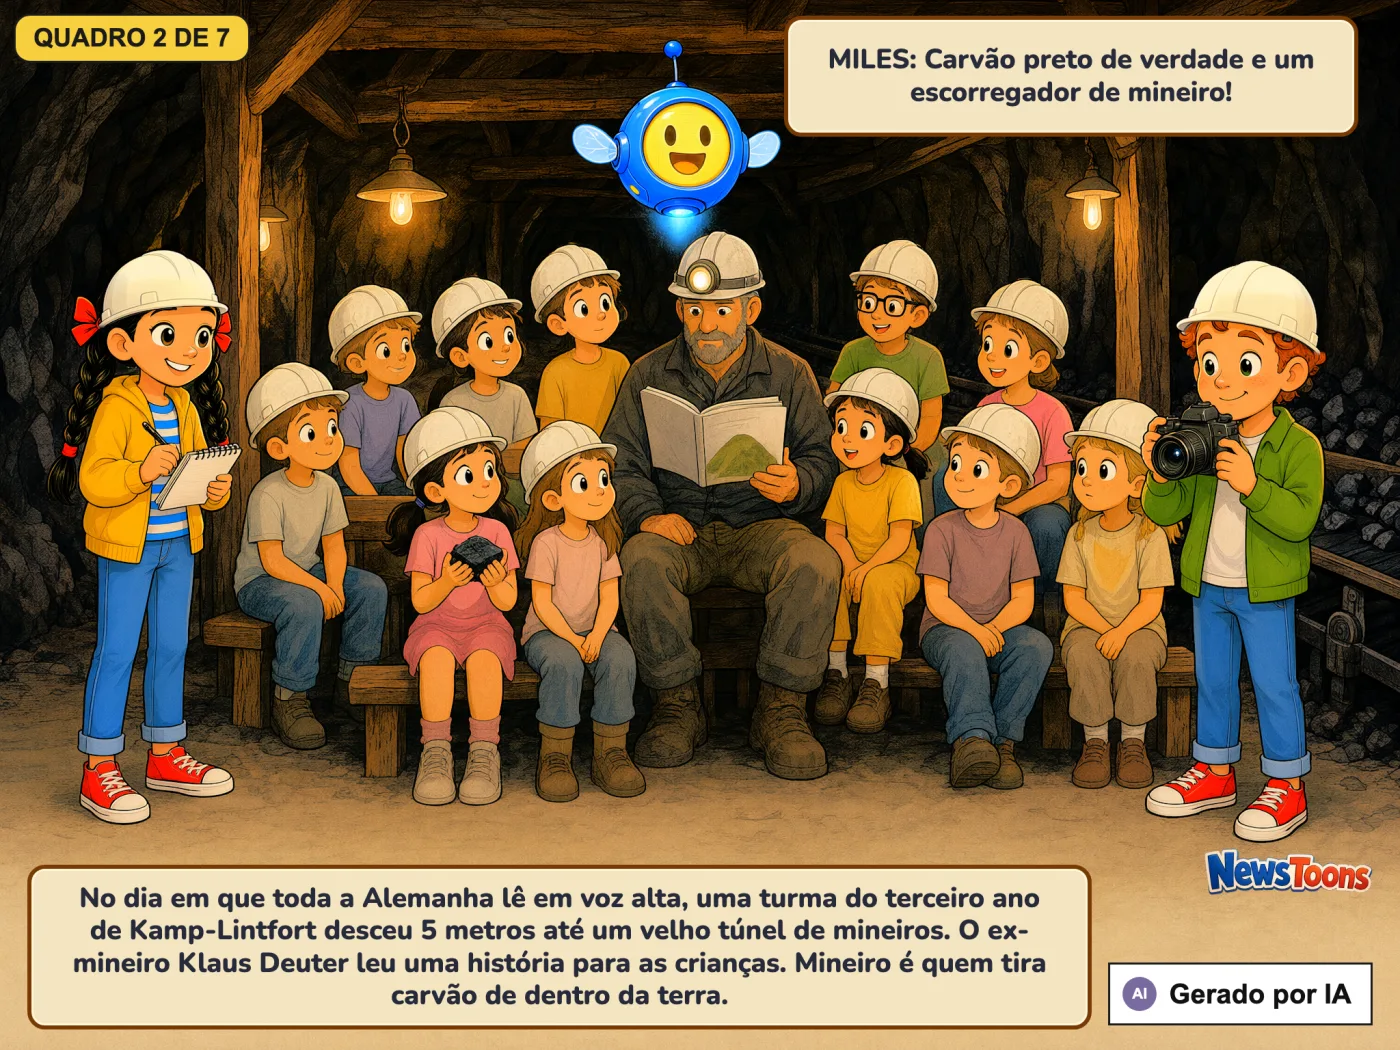 QUADRO 2 DE 7
MILES: Carvão preto de verdade e um
escorregador de mineiro!
No dia em que toda a Alemanha lê em voz alta, uma turma do terceiro ano
de Kamp-Lintfort desceu 5 metros até um velho túnel de mineiros. O ex-
mineiro Klaus Deuter leu uma história para as crianças. Mineiro é quem tira
carvão de dentro da terra.
NewsToons
AI Gerado por IA